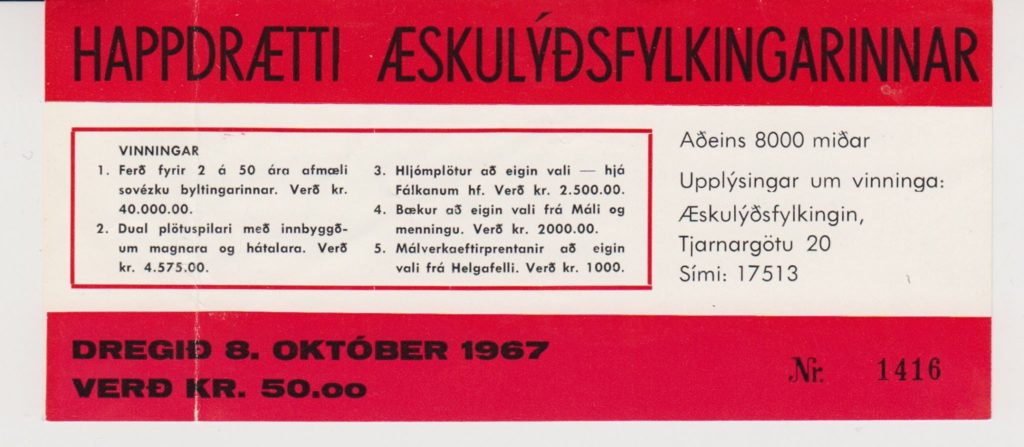 HAPPDRÆTTI ÆSKULÝÐSFYLKINGARINNAR
VINNINGAR
1. Ferð fyrir 2 á 50 ára afmæli
sovézku byltingarinnar. Verð kr.
40.000.00.
2. Dual plötuspilari með innbyggð-
um magnara og hátalara. Verð
kr. 4.575.00.
3. Hljómplötur að eigin vali — hjá
Fálkanum hf. Verð kr. 2.500.00.
4. Bækur að eigin vali frá Máli og
menningu. Verð kr. 2000.00.
5. Málverkaeftirprentanir að eigin
vali frá Helgafelli. Verð kr. 1000.
Aðeins 8000 miðar
Upplýsingar um vinninga:
Æskulýðsfylkingin,
Tjarnargötu 20
Sími: 17513
DREGIÐ 8. OKTÓBER 1967
VERÐ KR. 50.oo
Nr. 1416